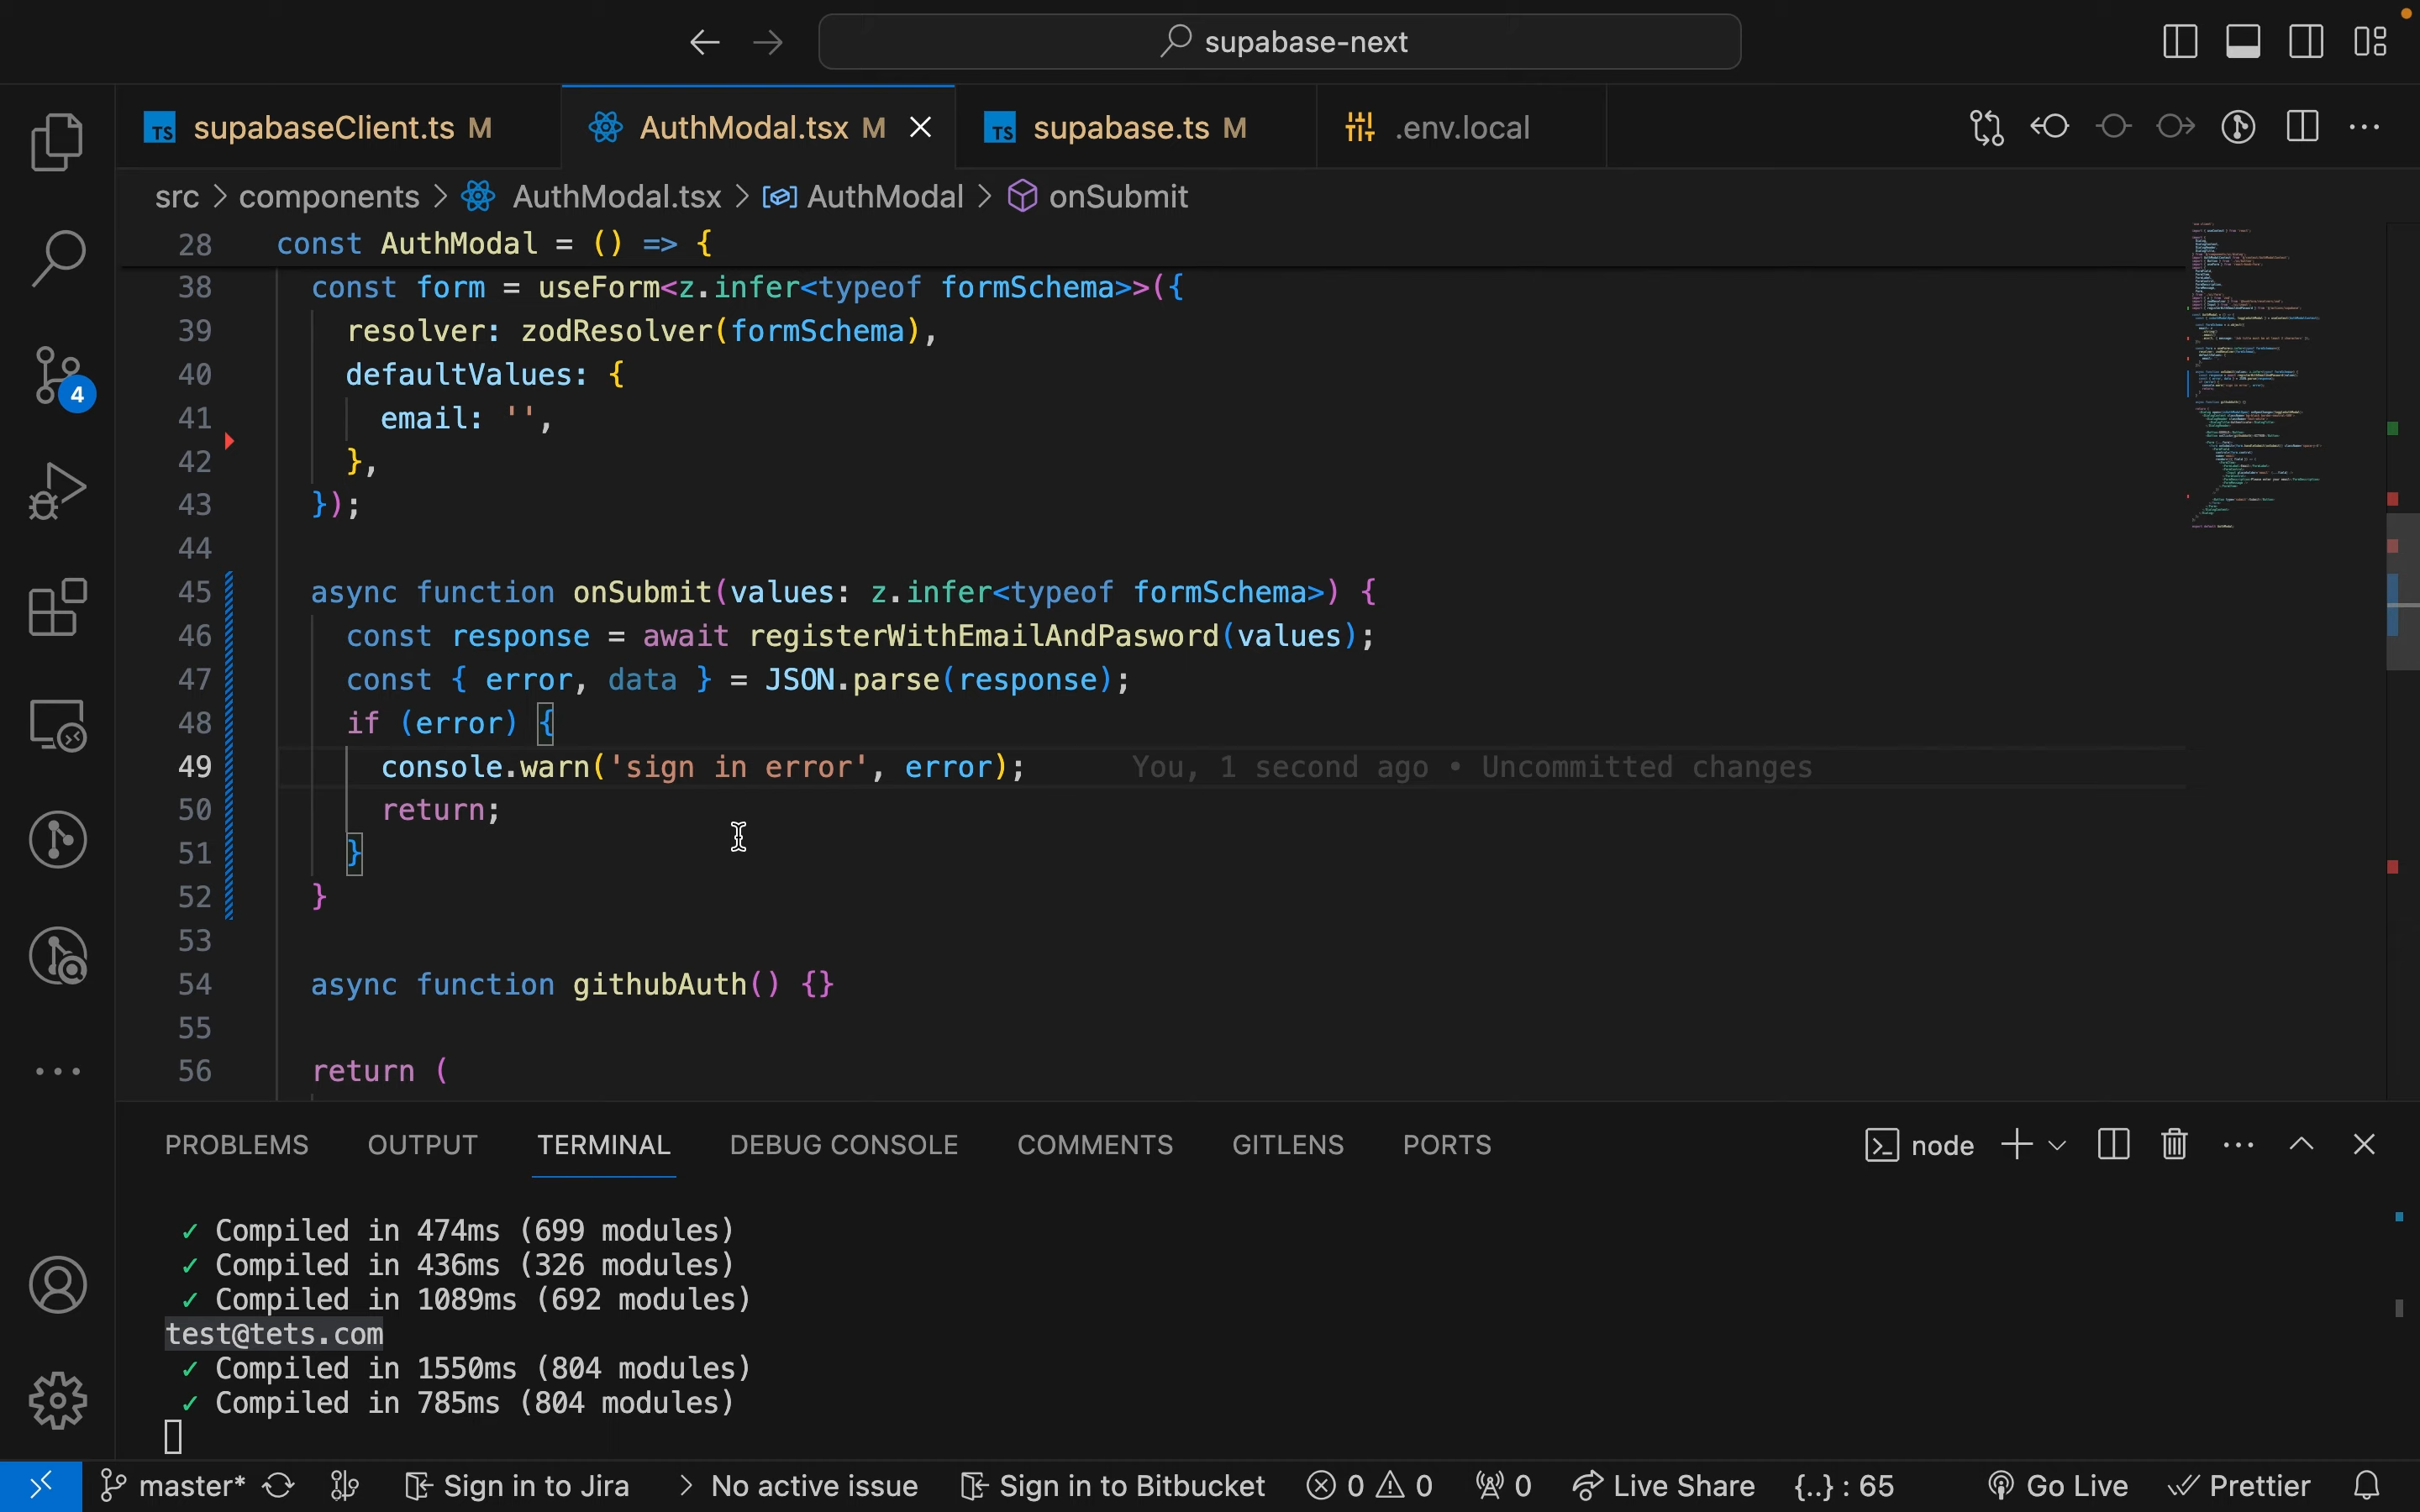 supabase-next
TS supabaseClient.ts M
AuthModal.tsx M
TS supabase.ts M
.env.local
src > components > AuthModal.tsx > AuthModal > onSubmit
28 const AuthModal = () => {
38 const form = useForm<z.infer<typeof formSchema>>({
39 resolver: zodResolver(formSchema),
40 defaultValues: {
41 email: '',
42 },
43 });
44
45 async function onSubmit(values: z.infer<typeof formSchema>) {
46 const response = await registerWithEmailAndPasword(values);
47 const { error, data } = JSON.parse(response);
48 if (error) {
49 console.warn('sign in error', error); You, 1 second ago • Uncommitted changes
50 return;
51 }
52 }
53
54 async function githubAuth() {}
55
56 return (
4
PROBLEMS OUTPUT TERMINAL DEBUG CONSOLE COMMENTS GITLENS PORTS
node
✓ Compiled in 474ms (699 modules)
✓ Compiled in 436ms (326 modules)
✓ Compiled in 1089ms (692 modules)
test@tets.com
✓ Compiled in 1550ms (804 modules)
✓ Compiled in 785ms (804 modules)
master* Sign in to Jira > No active issue Sign in to Bitbucket 0 0 0 Live Share {..} : 65 Go Live Prettier